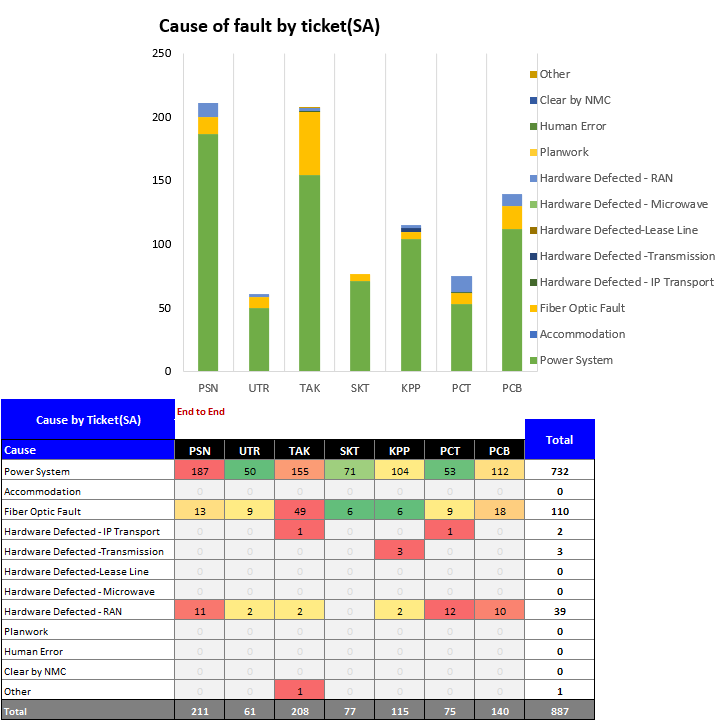 Cause of fault by ticket(SA)
250
200
150
100
50
0
PSN UTR TAK SKT KPP PCT PCB
Other
Clear by NMC
Human Error
Planwork
Hardware Defected - RAN
Hardware Defected - Microwave
Hardware Defected-Lease Line
Hardware Defected -Transmission
Hardware Defected - IP Transport
Fiber Optic Fault
Accommodation
Power System
Cause by Ticket(SA) End to End Total
Cause PSN UTR TAK SKT KPP PCT PCB
Power System 187 50 155 71 104 53 112 732
Accommodation 0 0 0 0 0 0 0 0
Fiber Optic Fault 13 9 49 6 6 9 18 110
Hardware Defected - IP Transport 0 0 1 0 0 1 0 2
Hardware Defected -Transmission 0 0 0 0 3 0 0 3
Hardware Defected-Lease Line 0 0 0 0 0 0 0 0
Hardware Defected - Microwave 0 0 0 0 0 0 0 0
Hardware Defected - RAN 11 2 2 0 2 12 10 39
Planwork 0 0 0 0 0 0 0 0
Human Error 0 0 0 0 0 0 0 0
Clear by NMC 0 0 0 0 0 0 0 0
Other 0 0 1 0 0 0 0 1
Total 211 61 208 77 115 75 140 887